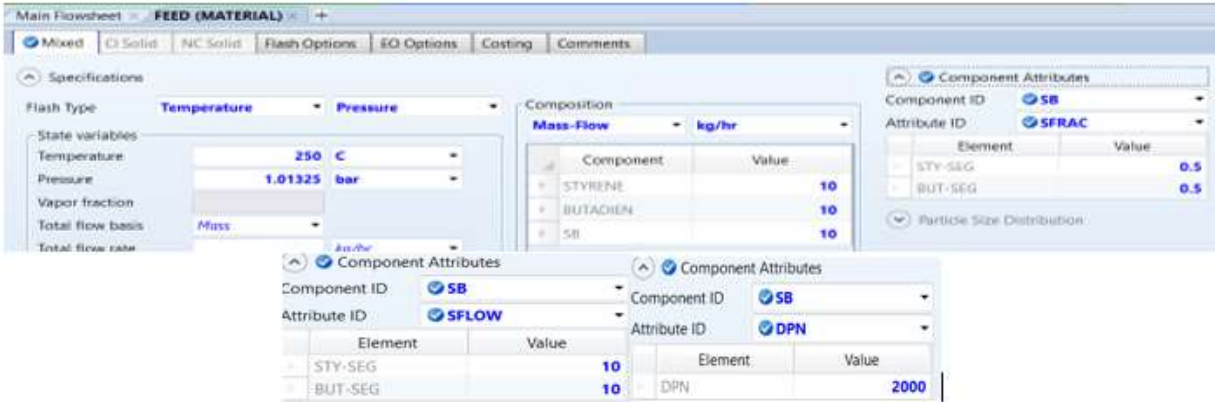 Main Flowsheet × FEED (MATERIAL) × +
Mixed CI Solid NC Solid Flash Options EO Options Costing Comments
Specifications
Flash Type Temperature Pressure
State variables
Temperature 250 C
Pressure 1.01325 bar
Vapor fraction
Total flow basis Mass
Total flow rate kg/hr
Composition
Mass-Flow kg/hr
Component Value
STYRENE 10
BUTADIEN 10
SB 10
Component Attributes
Component ID SB
Attribute ID SFRAC
Element Value
STY-SEG 0.5
BUT-SEG 0.5
Particle Size Distribution
Component Attributes
Component ID SB
Attribute ID SFLOW
Element Value
STY-SEG 10
BUT-SEG 10
Component Attributes
Component ID SB
Attribute ID DPN
Element Value
DPN 2000